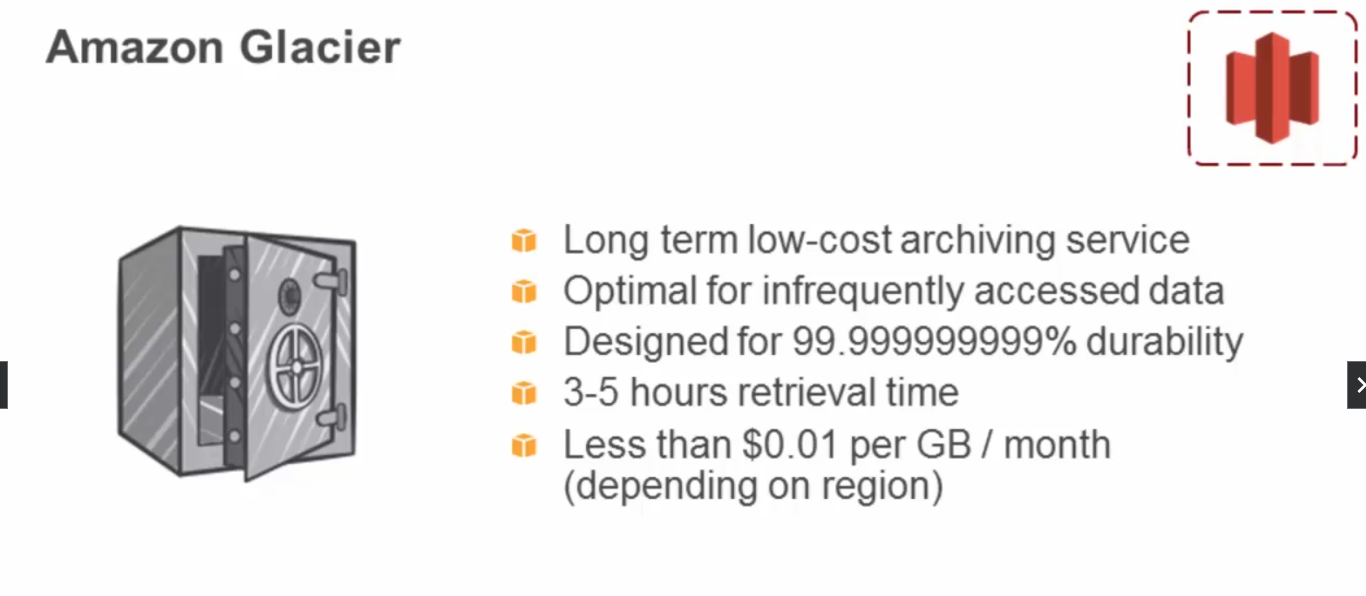 Amazon Glacier
Long term low-cost archiving service
Optimal for infrequently accessed data
Designed for 99.999999999% durability
3-5 hours retrieval time
Less than $0.01 per GB / month
(depending on region)